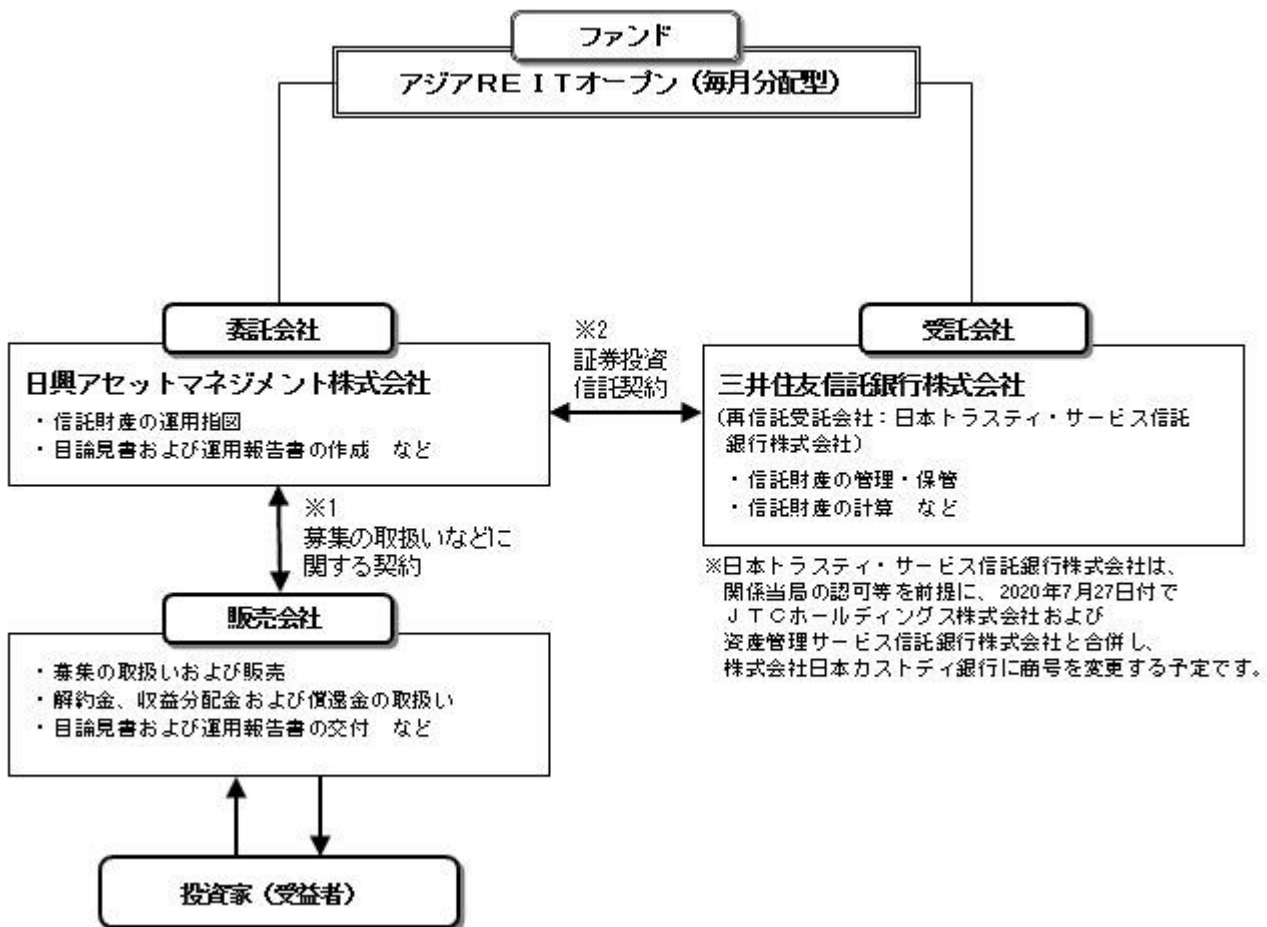 ファンド
アジアREITオープン（毎月分配型）
委託会社
日興アセットマネジメント株式会社
・信託財産の運用指図
・目論見書および運用報告書の作成　など
※2
証券投資
信託契約
受託会社
三井住友信託銀行株式会社
（再信託受託会社：日本トラスティ・サービス信託
銀行株式会社）
・信託財産の管理・保管
・信託財産の計算　など
※1
募集の取扱いなどに
関する契約
※日本トラスティ・サービス信託銀行株式会社は、
関係当局の認可等を前提に、2020年7月27日付で
ＪＴＣホールディングス株式会社および
資産管理サービス信託銀行株式会社と合併し、
株式会社日本カストディ銀行に商号を変更する予定です。
販売会社
・募集の取扱いおよび販売
・解約金、収益分配金および償還金の取扱い
・目論見書および運用報告書の交付　など
投資家（受益者）